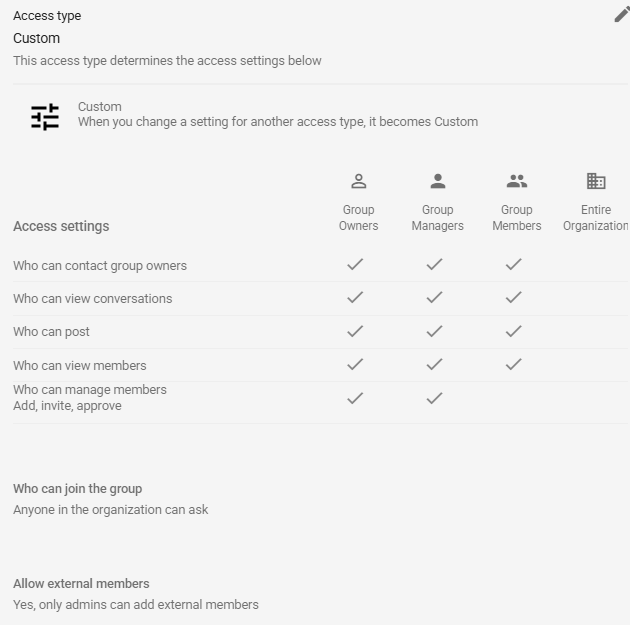 Access type
Custom
This access type determines the access settings below
Custom
When you change a setting for another access type, it becomes Custom
Access settings
Group Owners
Group Managers
Group Members
Entire Organization
Who can contact group owners
Who can view conversations
Who can post
Who can view members
Who can manage members
Add, invite, approve
Who can join the group
Anyone in the organization can ask
Allow external members
Yes, only admins can add external members